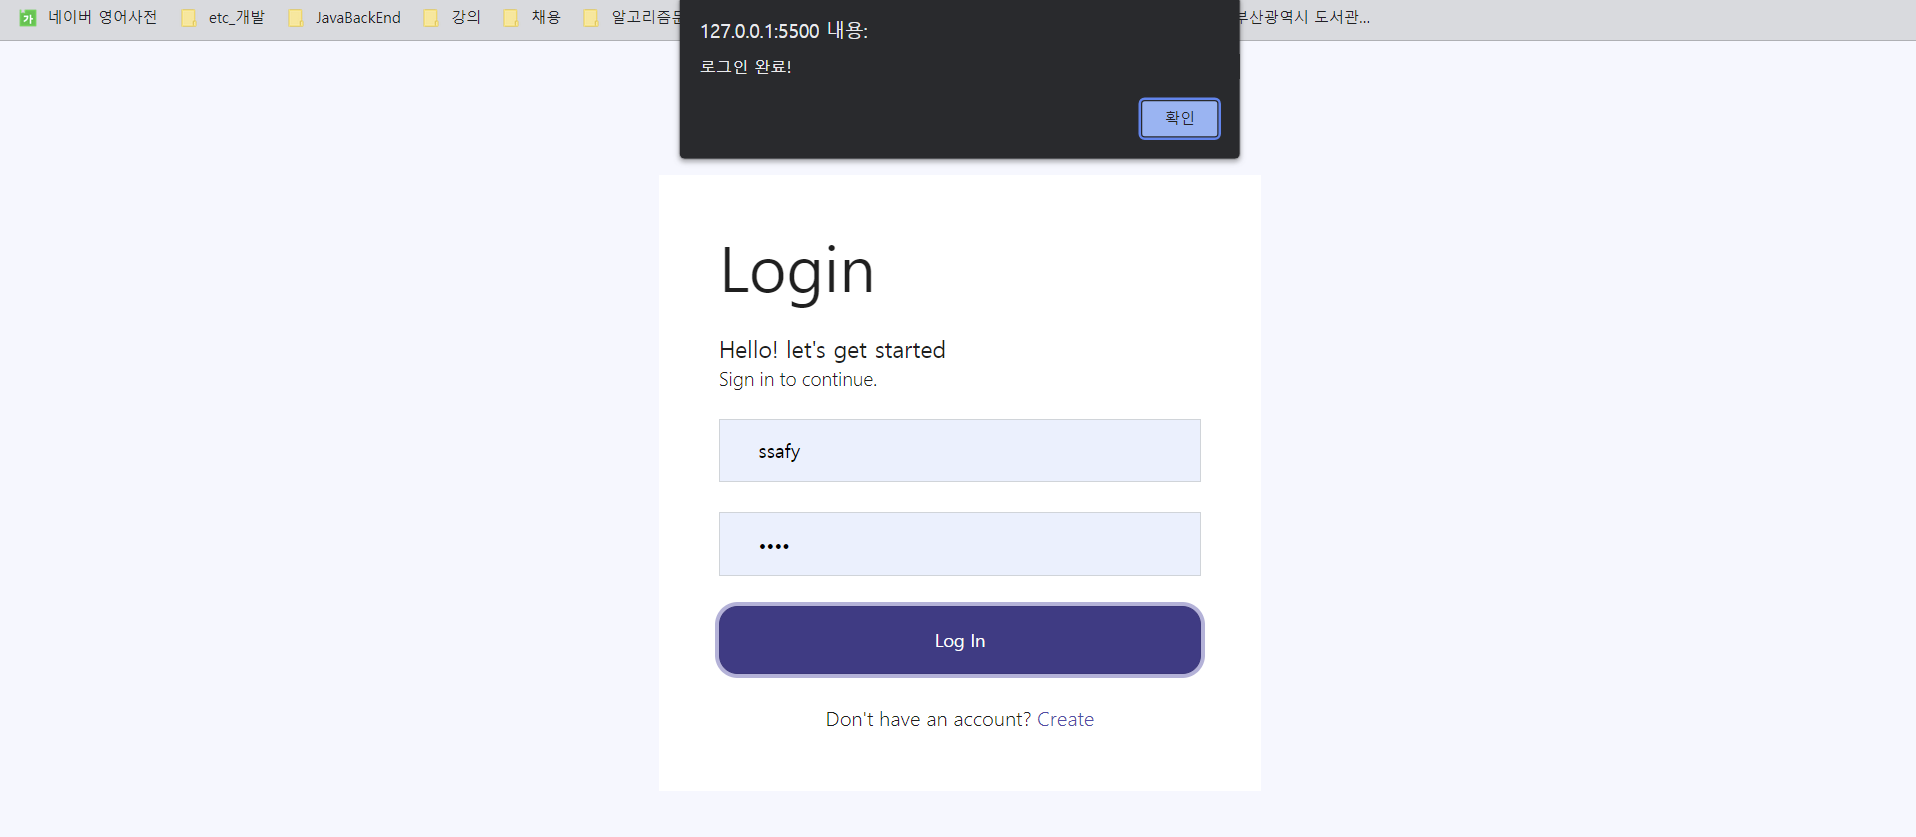 가 네이버 영어사전 etc_개발 JavaBackEnd 강의 채용 알고리즘 부산광역시 도서관...
127.0.0.1:5500 내용:
로그인 완료!
확인
Login
Hello! let's get started
Sign in to continue.
ssafy
••••
Log In
Don't have an account? Create